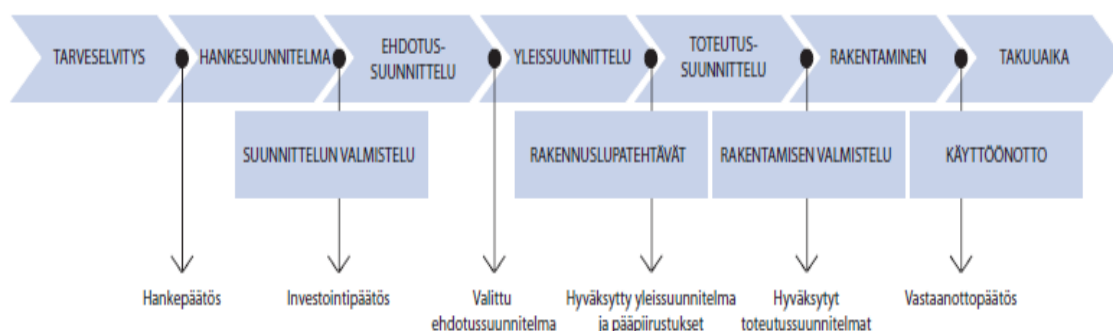 TARVESELVITYS
HANKESUUNNITELMA
EHDOTUS-
SUUNNITTELU
YLEISSUUNNITTELU
TOTEUTUS-
SUUNNITTELU
RAKENTAMINEN
TAKUUAIKA
SUUNNITTELUN VALMISTELU
RAKENNUSLUPATEHTÄVÄT
RAKENTAMISEN VALMISTELU
KÄYTTÖÖNOTTO
Hankepäätös
Investointipäätös
Valittu
ehdotussuunnitelma
Hyväksytty yleissuunnitelma
ja pääpiirustukset
Hyväksytyt
toteutussuunnitelmat
Vastaanottopäätös